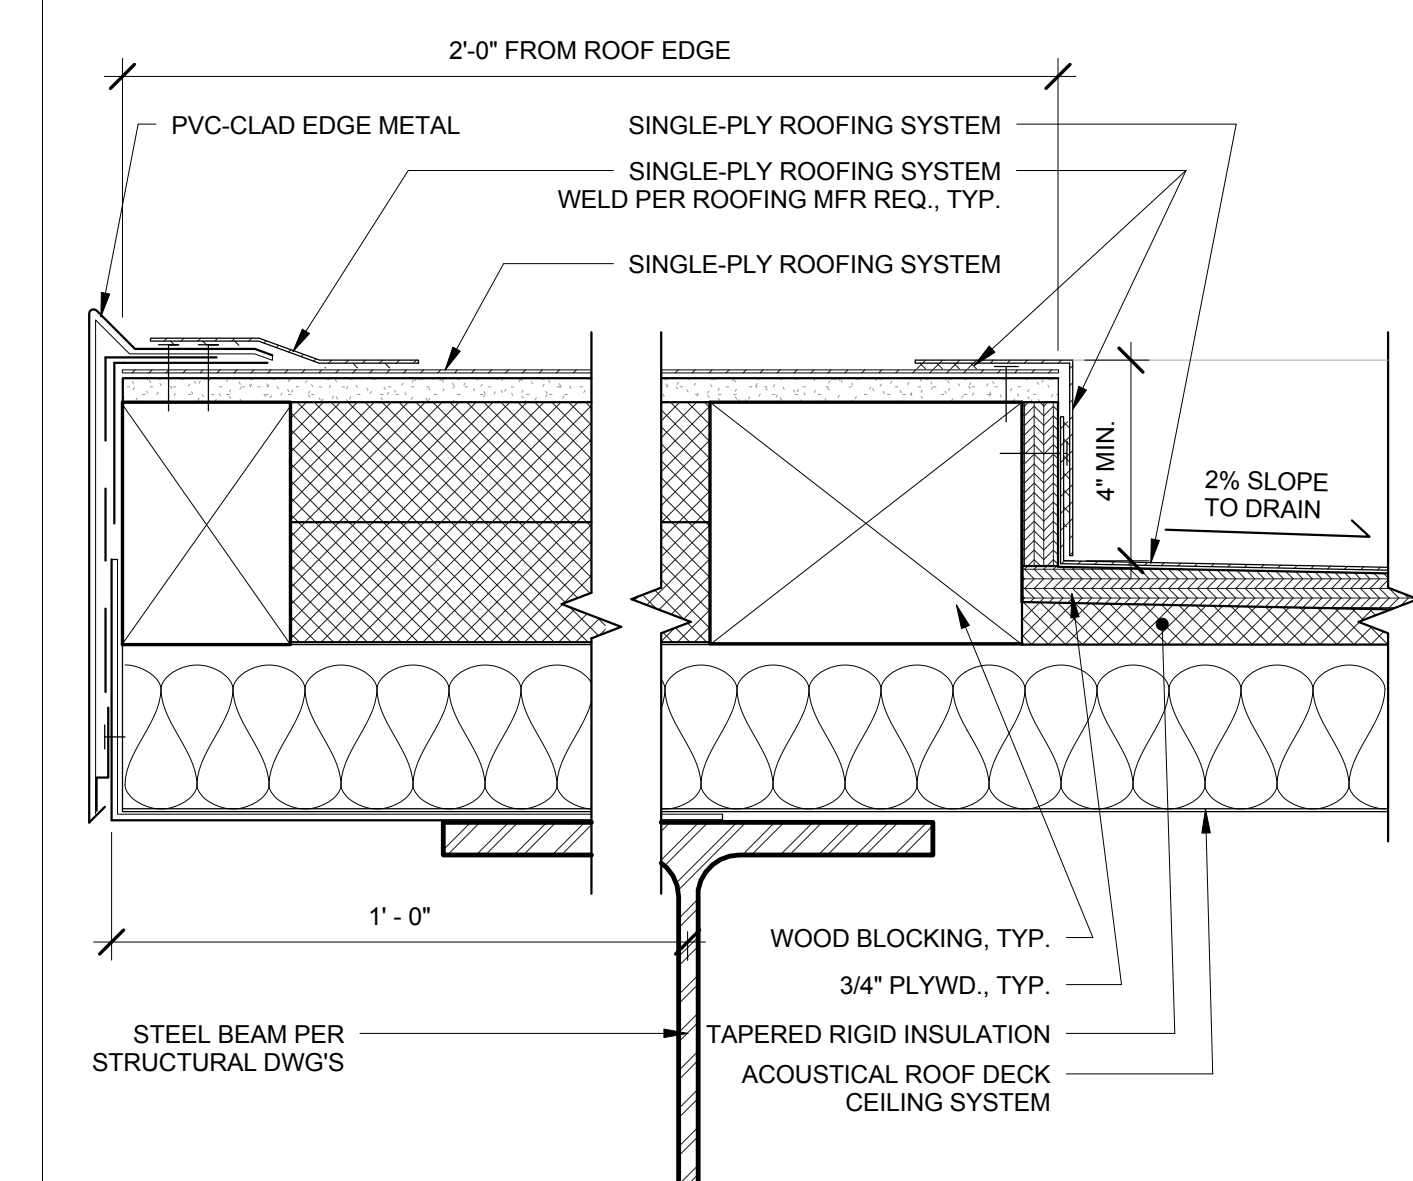 2'-0" FROM ROOF EDGE
PVC-CLAD EDGE METAL
SINGLE-PLY ROOFING SYSTEM
SINGLE-PLY ROOFING SYSTEM
WELD PER ROOFING MFR REQ., TYP.
SINGLE-PLY ROOFING SYSTEM
4" MIN.
2% SLOPE
TO DRAIN
1' - 0"
WOOD BLOCKING, TYP.
3/4" PLYWD., TYP.
STEEL BEAM PER
STRUCTURAL DWG'S
TAPERED RIGID INSULATION
ACOUSTICAL ROOF DECK
CEILING SYSTEM